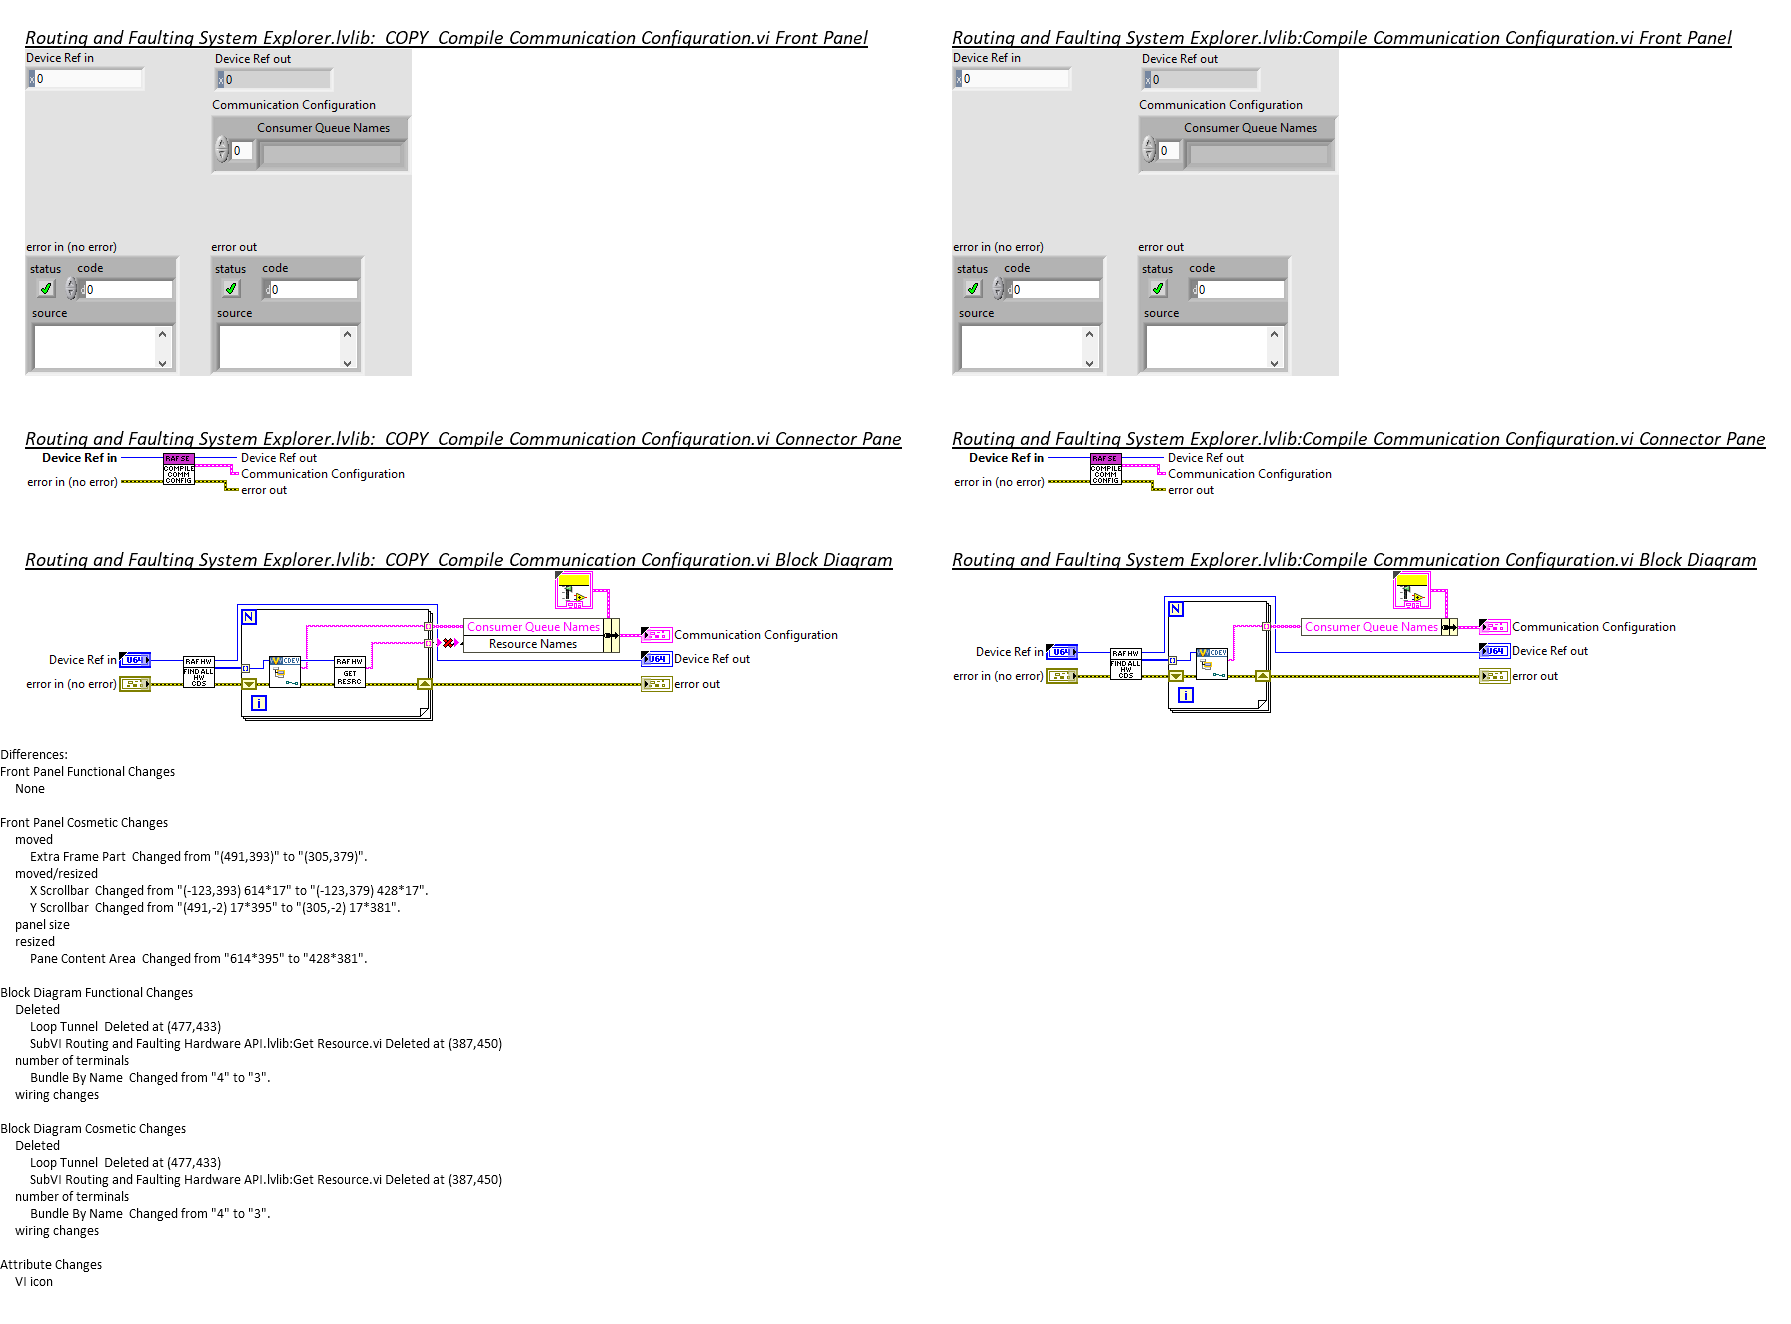 Routing and Faulting System Explorer.lvlib:_COPY_Compile Communication Configuration.vi Front Panel
Device Ref in
Device Ref out
x 0
x 0
Communication Configuration
Consumer Queue Names
0
error in (no error)
error out
status code
status code
d 0
d 0
source
source
Routing and Faulting System Explorer.lvlib:Compile Communication Configuration.vi Front Panel
Device Ref in
Device Ref out
x 0
x 0
Communication Configuration
Consumer Queue Names
0
error in (no error)
error out
status code
status code
d 0
d 0
source
source
Routing and Faulting System Explorer.lvlib:_COPY_Compile Communication Configuration.vi Connector Pane
Device Ref in
RAF SE
COMPILE
COMM
CONFIG
Device Ref out
Communication Configuration
error in (no error)
error out
Routing and Faulting System Explorer.lvlib:Compile Communication Configuration.vi Connector Pane
Device Ref in
RAF SE
COMPILE
COMM
CONFIG
Device Ref out
Communication Configuration
error in (no error)
error out
Routing and Faulting System Explorer.lvlib:_COPY_Compile Communication Configuration.vi Block Diagram
N
Consumer Queue Names
Resource Names
Communication Configuration
Device Ref in
U64
RAF HW
FIND ALL
HW
CDS
CDEV
RAF HW
GET
RESRC
U64
Device Ref out
error in (no error)
error out
i
Routing and Faulting System Explorer.lvlib:Compile Communication Configuration.vi Block Diagram
N
Consumer Queue Names
Communication Configuration
Device Ref in
U64
RAF HW
FIND ALL
HW
CDS
CDEV
U64
Device Ref out
error in (no error)
error out
i
Differences:
Front Panel Functional Changes
None
Front Panel Cosmetic Changes
moved
Extra Frame Part  Changed from "(491,393)" to "(305,379)".
moved/resized
X Scrollbar  Changed from "(-123,393) 614*17" to "(-123,379) 428*17".
Y Scrollbar  Changed from "(491,-2) 17*395" to "(305,-2) 17*381".
panel size
resized
Pane Content Area  Changed from "614*395" to "428*381".
Block Diagram Functional Changes
Deleted
Loop Tunnel  Deleted at (477,433)
SubVI Routing and Faulting Hardware API.lvlib:Get Resource.vi Deleted at (387,450)
number of terminals
Bundle By Name  Changed from "4" to "3".
wiring changes
Block Diagram Cosmetic Changes
Deleted
Loop Tunnel  Deleted at (477,433)
SubVI Routing and Faulting Hardware API.lvlib:Get Resource.vi Deleted at (387,450)
number of terminals
Bundle By Name  Changed from "4" to "3".
wiring changes
Attribute Changes
VI icon